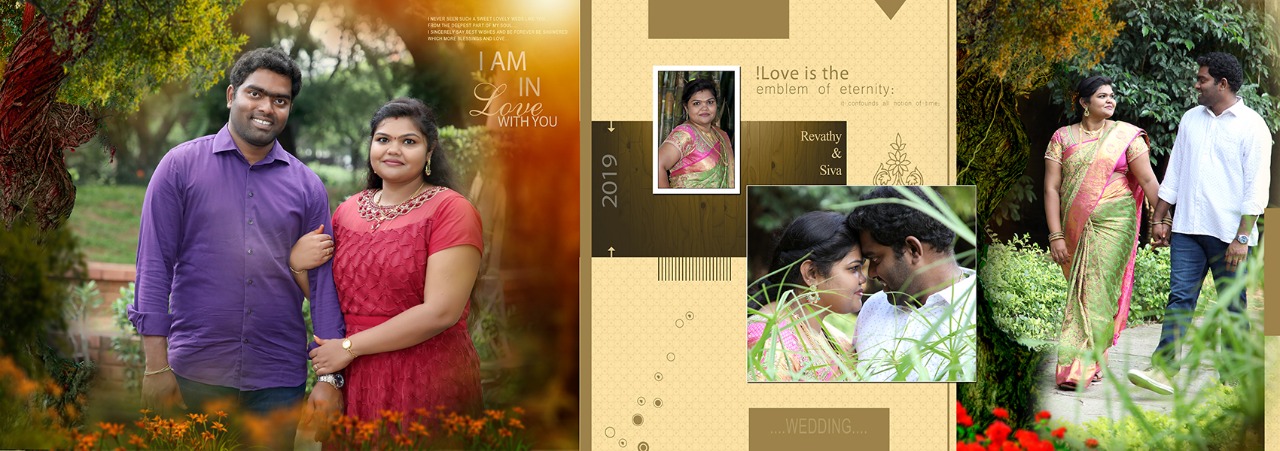 I NEVER SEEN SUCH A SWEET LOVELY
FROM THE DEEPEST PART OF MY SOUL
I SINCERELY SAY BEST WISHES AND BE FOREVER BE
WHICH MORE BLESSINGS AND LOVE
I AM
IN
Love
WITH YOU
!Love is the
emblem of eternity:
it confounds all notion of time:
2019
Revathy
&
Siva
....WEDDING....